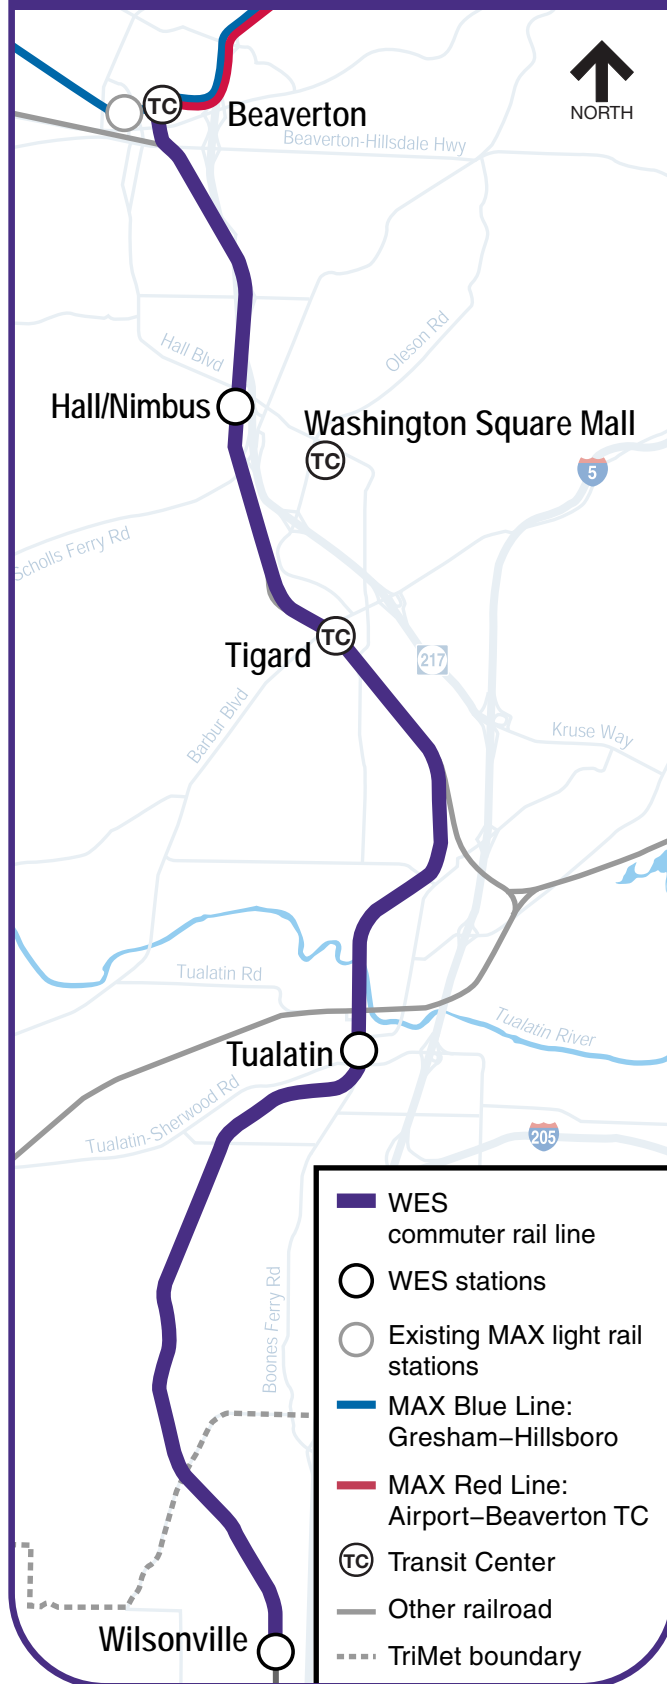 NORTH
TC
Beaverton
Beaverton-Hillsdale Hwy
Hall Blvd
Oleson Rd
Hall/Nimbus
Washington Square Mall
TC
5
Scholls Ferry Rd
TC
Tigard
217
Barbur Blvd
Kruse Way
Tualatin Rd
Tualatin River
Tualatin
Tualatin-Sherwood Rd
205
Boones Ferry Rd
Wilsonville
WES
commuter rail line
WES stations
Existing MAX light rail
stations
MAX Blue Line:
Gresham–Hillsboro
MAX Red Line:
Airport–Beaverton TC
TC Transit Center
Other railroad
TriMet boundary